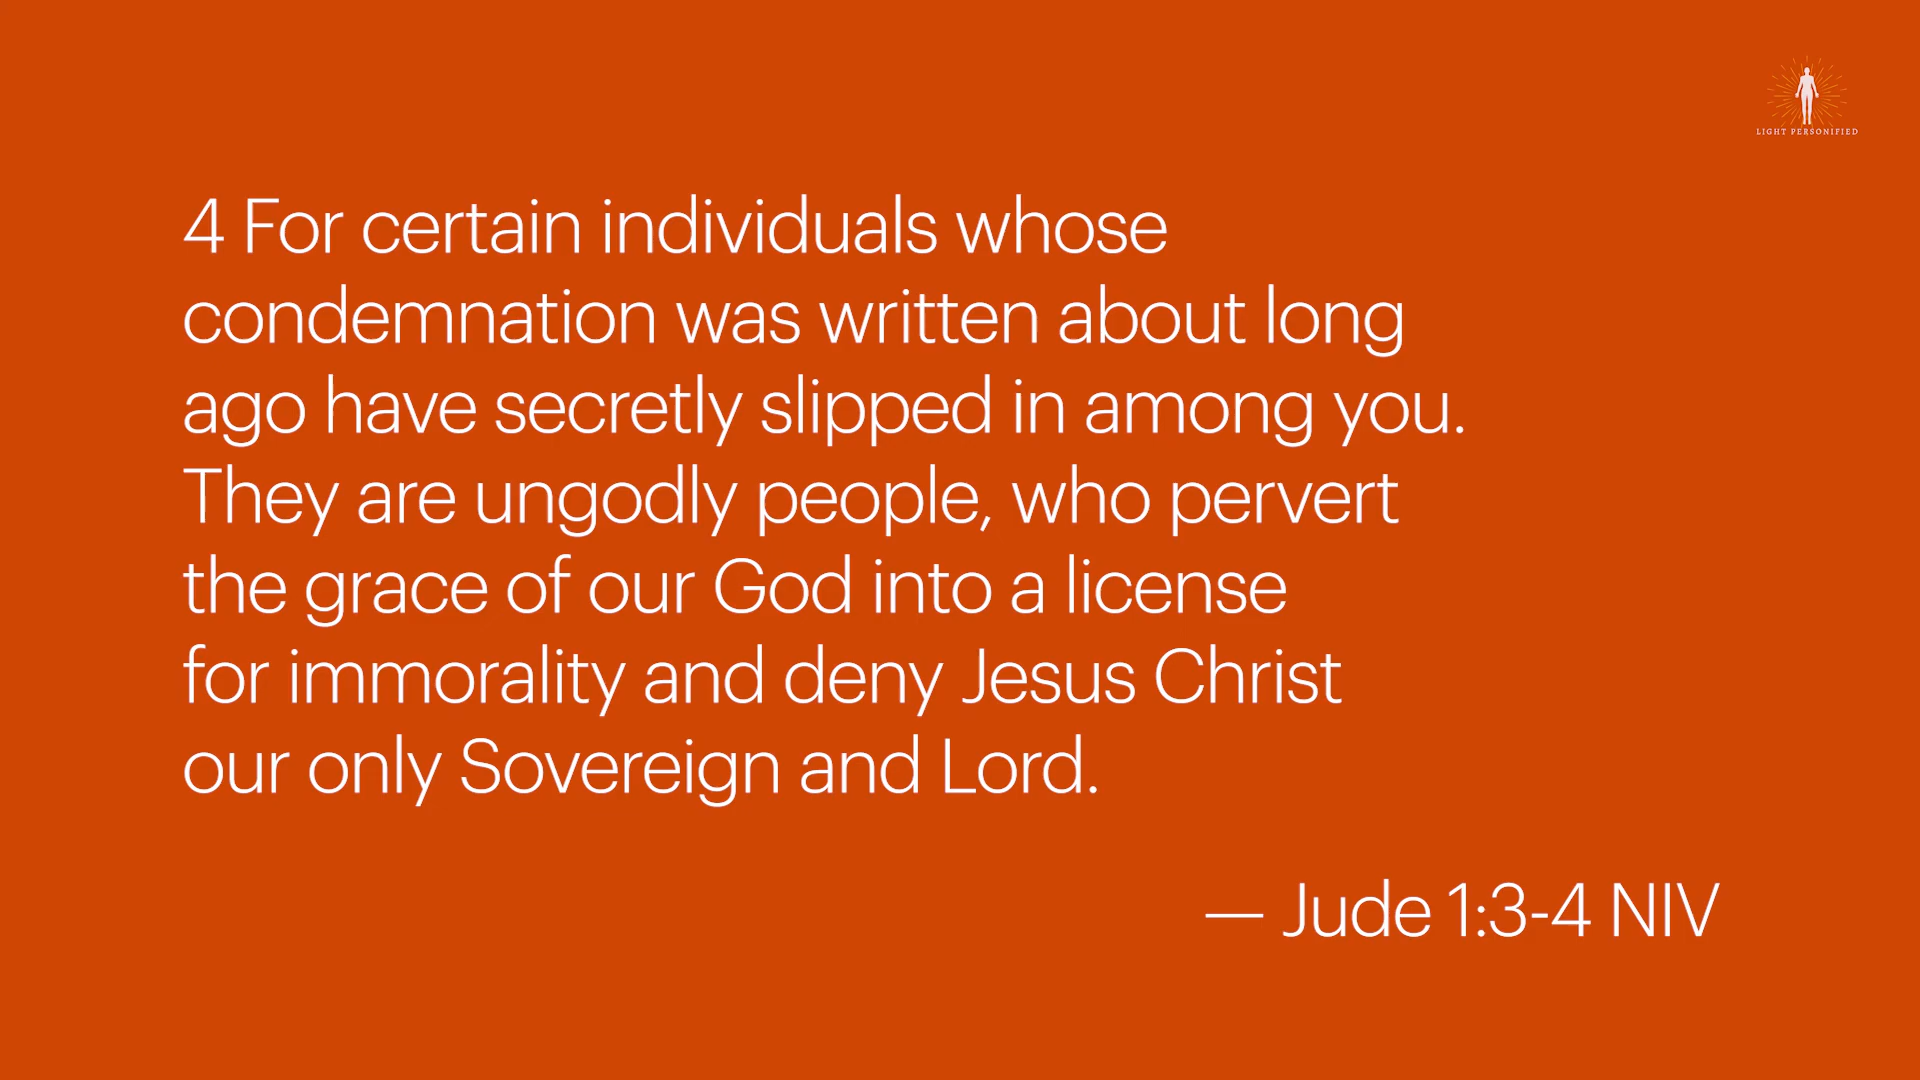 LIGHT PERSONIFIED
4 For certain individuals whose
condemnation was written about long
ago have secretly slipped in among you.
They are ungodly people, who pervert
the grace of our God into a license
for immorality and deny Jesus Christ
our only Sovereign and Lord.
— Jude 1:3-4 NIV